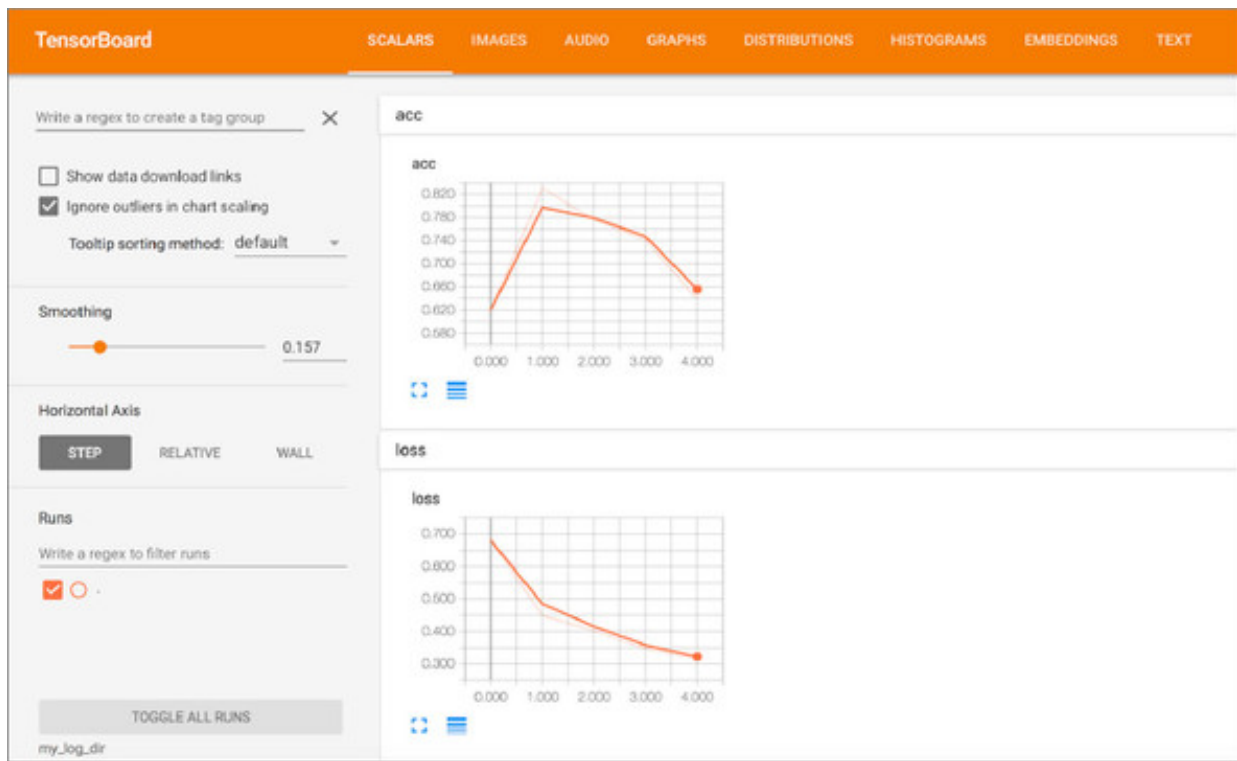 TensorBoard
SCALARS IMAGES AUDIO GRAPHS DISTRIBUTIONS HISTOGRAMS EMBEDDINGS TEXT
Write a regex to create a tag group
Show data download links
Ignore outliers in chart scaling
Tooltip sorting method: default
Smoothing
0.157
Horizontal Axis
STEP RELATIVE WALL
Runs
Write a regex to filter runs
TOGGLE ALL RUNS
my_log_dir
acc
acc
0.820
0.780
0.740
0.700
0.660
0.620
0.580
0.000 1.000 2.000 3.000 4.000
loss
loss
0.700
0.600
0.500
0.400
0.300
0.000 1.000 2.000 3.000 4.000